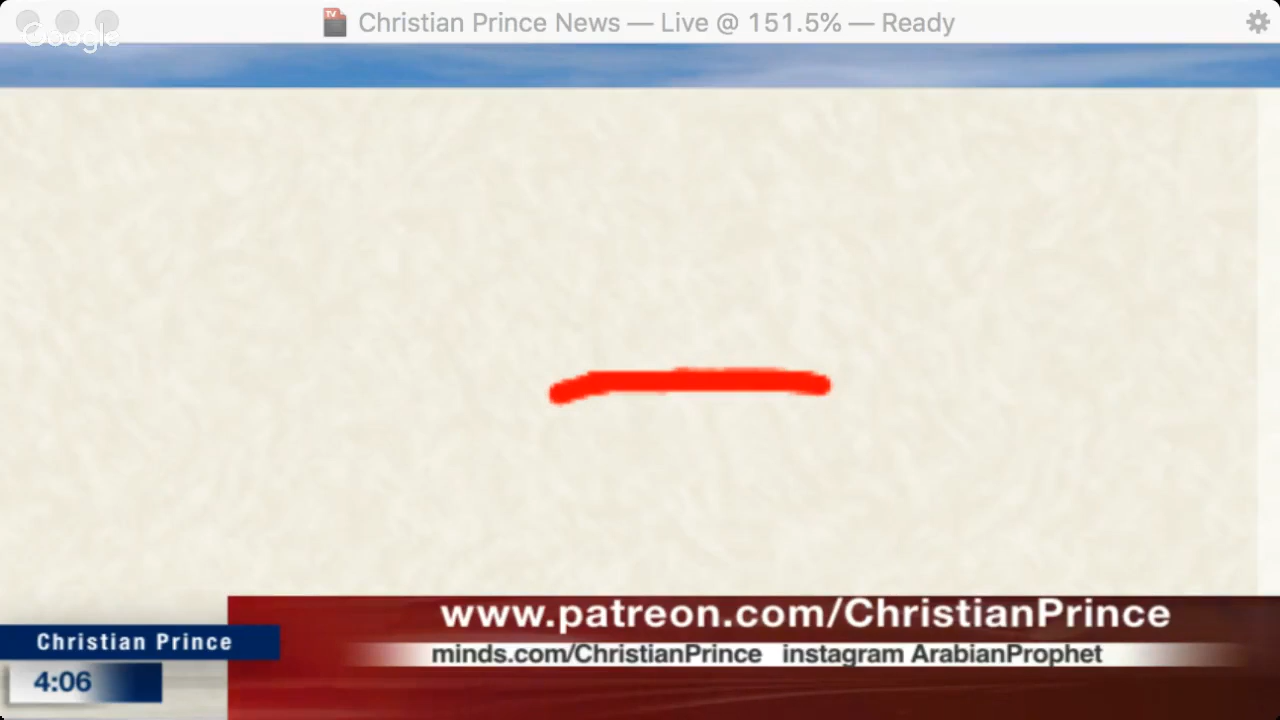 Christian Prince News — Live @ 151.5% — Ready
Google
www.patreon.com/ChristianPrince
minds.com/ChristianPrince instagram ArabianProphet
Christian Prince
4:06